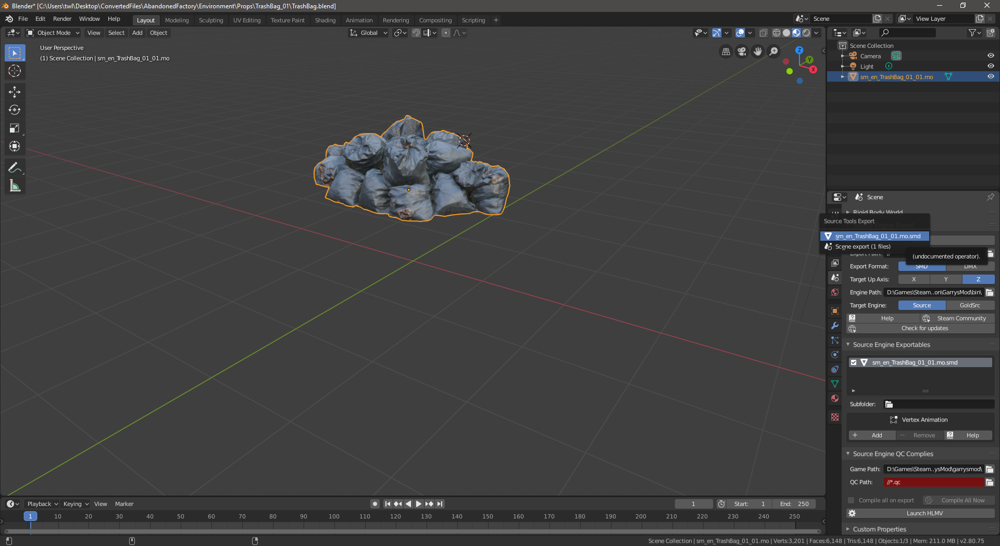 Blender* [C:\Users\twl\Desktop\ConvertedFiles\AbandonedFactory\Environment\Props\TrashBag_01\TrashBag.blend]
File Edit Render Window Help Layout Modeling Sculpting UV Editing Texture Paint Shading Animation Rendering Compositing Scripting + Scene View Layer
Object Mode View Select Add Object Global
User Perspective
(1) Scene Collection | sm_en_TrashBag_01_01.mo
Z
Y
X
Scene Collection
Camera
Light
sm_en_TrashBag_01_01.mo
Scene
Rigid Body World
Source Tools Export
sm_en_TrashBag_01_01.mo.smd
Scene export (1 files)
(undocumented operator).
Export Path: //
Export Format: SMD DMX
Target Up Axis: X Y Z
Engine Path: D:\Games\Steam..on\GarrysMod\bin\
Target Engine: Source GoldSrc
Help Steam Community
Check for updates
Source Engine Exportables
sm_en_TrashBag_01_01.mo.smd
Subfolder:
Vertex Animation
+ Add − Remove Help
Source Engine QC Complies
Game Path: D:\Games\Steam..ysMod\garrysmod\
QC Path: //*.qc
Compile all on export Compile All Now
Launch HLMV
Custom Properties
Playback Keying View Marker 1 Start: 1 End: 250
1 10 20 30 40 50 60 70 80 90 100 110 120 130 140 150 160 170 180 190 200 210 220 230 240 250
Scene Collection | sm_en_TrashBag_01_01.mo | Verts:3,201 | Faces:6,148 | Tris:6,148 | Objects:1/3 | Mem: 211.0 MB | v2.80.75